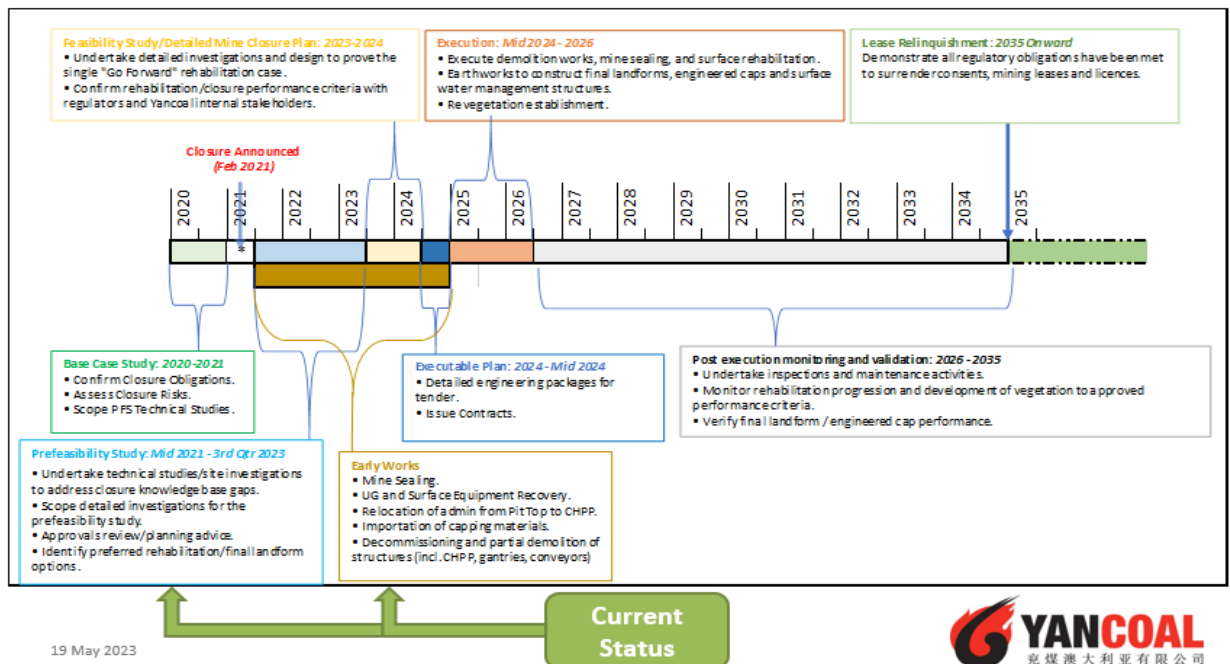 Feasibility Study/Detailed Mine Closure Plan: 2023-2024
• Undertake detailed investigations and design to prove the
single "Go Forward" rehabilitation case.
• Confirm rehabilitation/closure performance criteria with
regulators and Yancoal internal stakeholders.
Execution: Mid 2024 - 2026
• Execute demolition works, mine sealing, and surface rehabilitation.
• Earthworks to construct final landforms, engineered caps and surface
water management structures.
• Revegetation establishment.
Lease Relinquishment: 2035 Onward
Demonstrate all regulatory obligations have been met
to surrender consents, mining leases and licences.
Closure Announced
(Feb 2021)
2020
2021
2022
2023
2024
2025
2026
2027
2028
2029
2030
2031
2032
2033
2034
2035
*
Base Case Study: 2020-2021
• Confirm Closure Obligations.
• Assess Closure Risks.
• Scope PFS Technical Studies.
Executable Plan: 2024 - Mid 2024
• Detailed engineering packages for
tender.
• Issue Contracts.
Post execution monitoring and validation: 2026 - 2035
• Undertake inspections and maintenance activities.
• Monitor rehabilitation progression and development of vegetation to approved
performance criteria.
• Verify final landform / engineered cap performance.
Prefeasibility Study: Mid 2021 - 3rd Qtr 2023
• Undertake technical studies/site investigations
to address closure knowledge base gaps.
• Scope detailed investigations for the
prefeasibility study.
• Approvals review/planning advice.
• Identify preferred rehabilitation/final landform
options.
Early Works
• Mine Sealing.
• UG and Surface Equipment Recovery.
• Relocation of admin from Pit Top to CHPP.
• Importation of capping materials.
• Decommissioning and partial demolition of
structures (incl. CHPP, gantries, conveyors)
Current
Status
19 May 2023
YANCOAL
兖煤澳大利亚有限公司